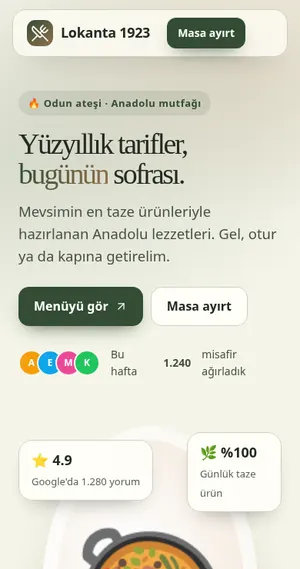 Lokanta 1923
Masa ayırt
🔥 Odun ateşi · Anadolu mutfağı
Yüzyıllık tarifler,
bugünün sofrası.
Mevsimin en taze ürünleriyle
hazırlanan Anadolu lezzetleri. Gel, otur
ya da kapına getirelim.
Menüyü gör ↗
Masa ayırt
A E M K
Bu hafta 1.240 misafir ağırladık
⭐ 4.9
Google'da 1.280 yorum
🌿 %100
Günlük taze
ürün